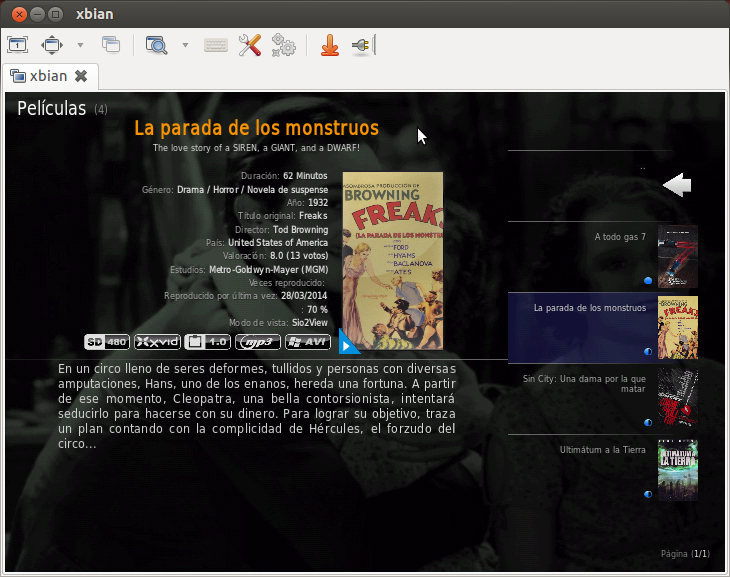 xbian
xbian
Películas (4)
La parada de los monstruos
The love story of a SIREN, a GIANT, and a DWARF!
Duración: 62 Minutos
Género: Drama / Horror / Novela de suspense
Año: 1932
Título original: Freaks
Director: Tod Browning
País: United States of America
Valoración: 8.0 (13 votos)
Estudios: Metro-Goldwyn-Mayer (MGM)
Veces reproducido:
Reproducido por última vez: 28/03/2014
: 70 %
Modo de vista: Sio2View
SD 480 Xvid 1.0 mp3 AVI
ASOMBROSA PRODUCCIÓN DE
BROWNING
FREAKS
(LA PARADA DE LOS MONSTRUOS
FORD
HYAMS
BACLANOVA
ATES
En un circo lleno de seres deformes, tullidos y personas con diversas
amputaciones, Hans, uno de los enanos, hereda una fortuna. A partir
de ese momento, Cleopatra, una bella contorsionista, intentará
seducirlo para hacerse con su dinero. Para lograr su objetivo, traza
un plan contando con la complicidad de Hércules, el forzudo del
circo...
..
A todo gas 7
La parada de los monstruos
BROWNING
FREAKS
Sin City: Una dama por la que
matar
Ultimátum a la Tierra
ULTIMÁTUM A
LA TIERRA
Página (1/1)